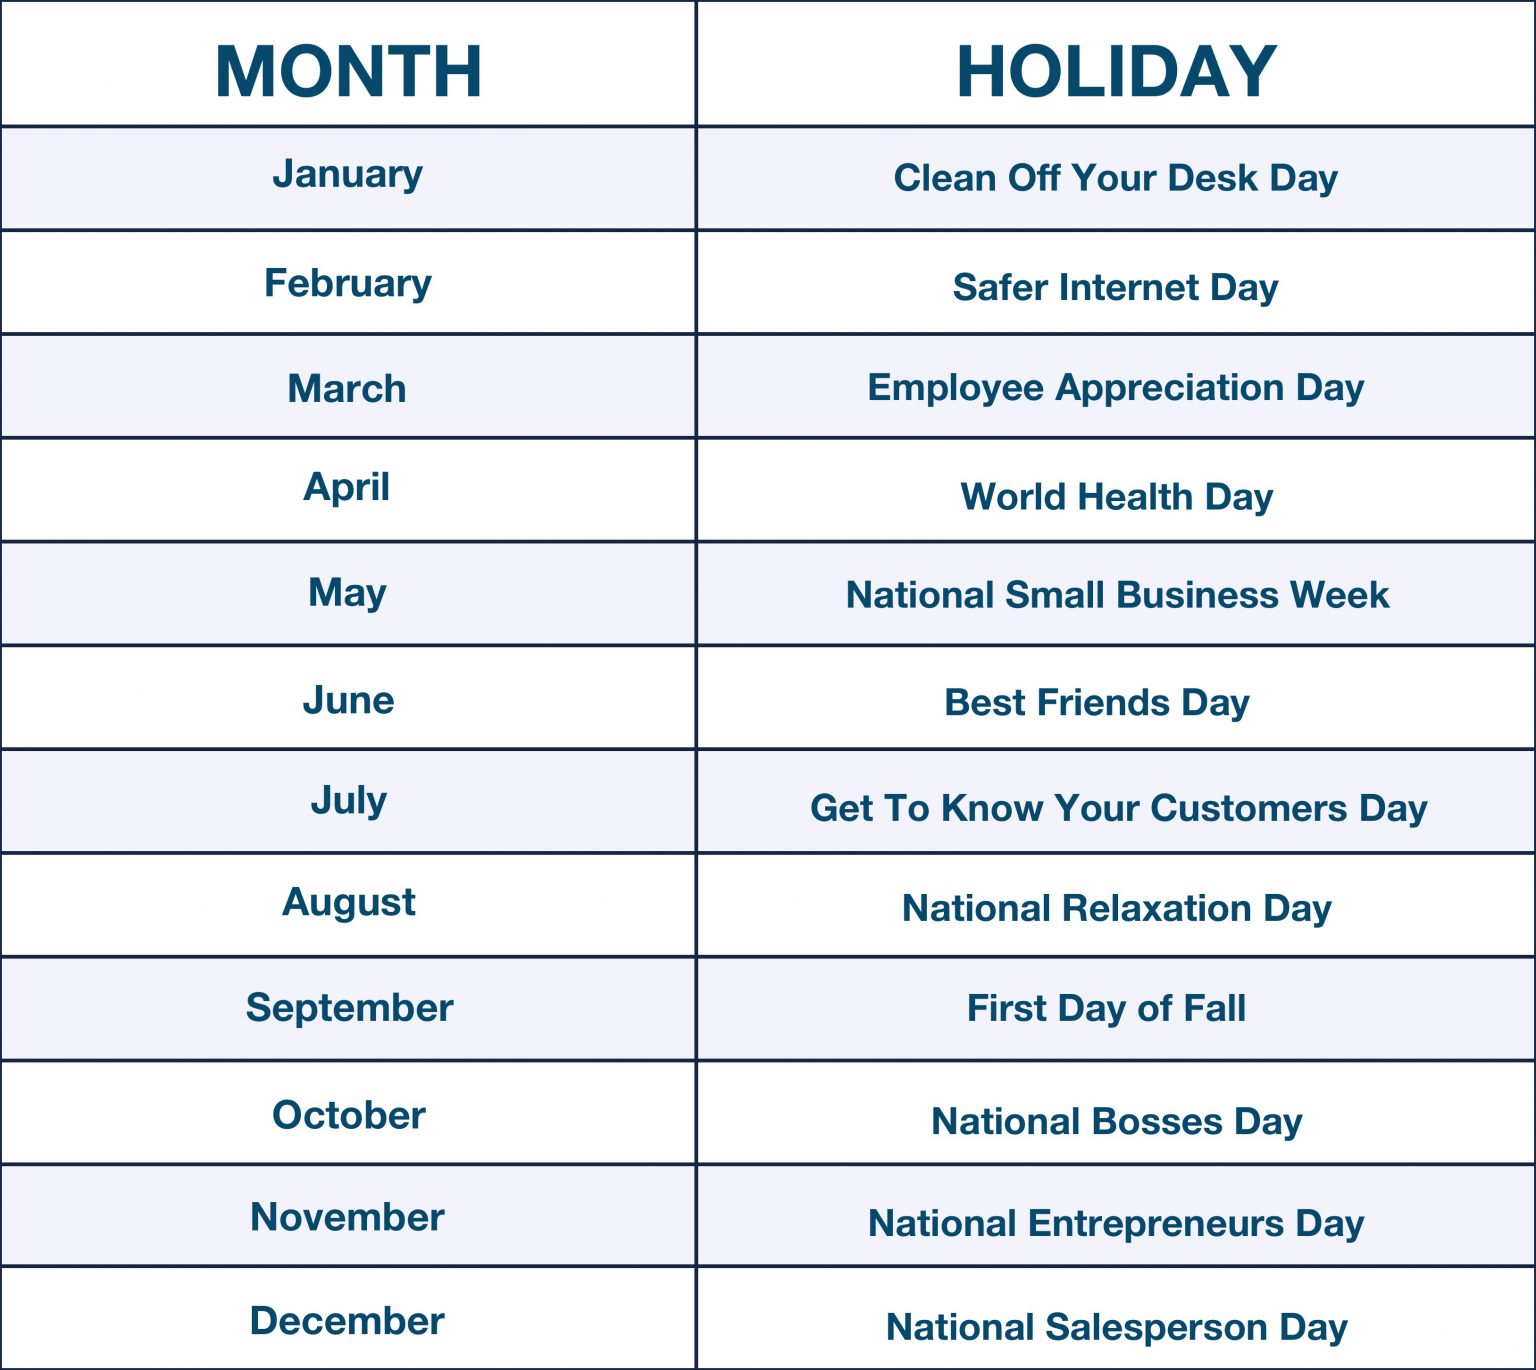 MONTH HOLIDAY
January Clean Off Your Desk Day
February Safer Internet Day
March Employee Appreciation Day
April World Health Day
May National Small Business Week
June Best Friends Day
July Get To Know Your Customers Day
August National Relaxation Day
September First Day of Fall
October National Bosses Day
November National Entrepreneurs Day
December National Salesperson Day